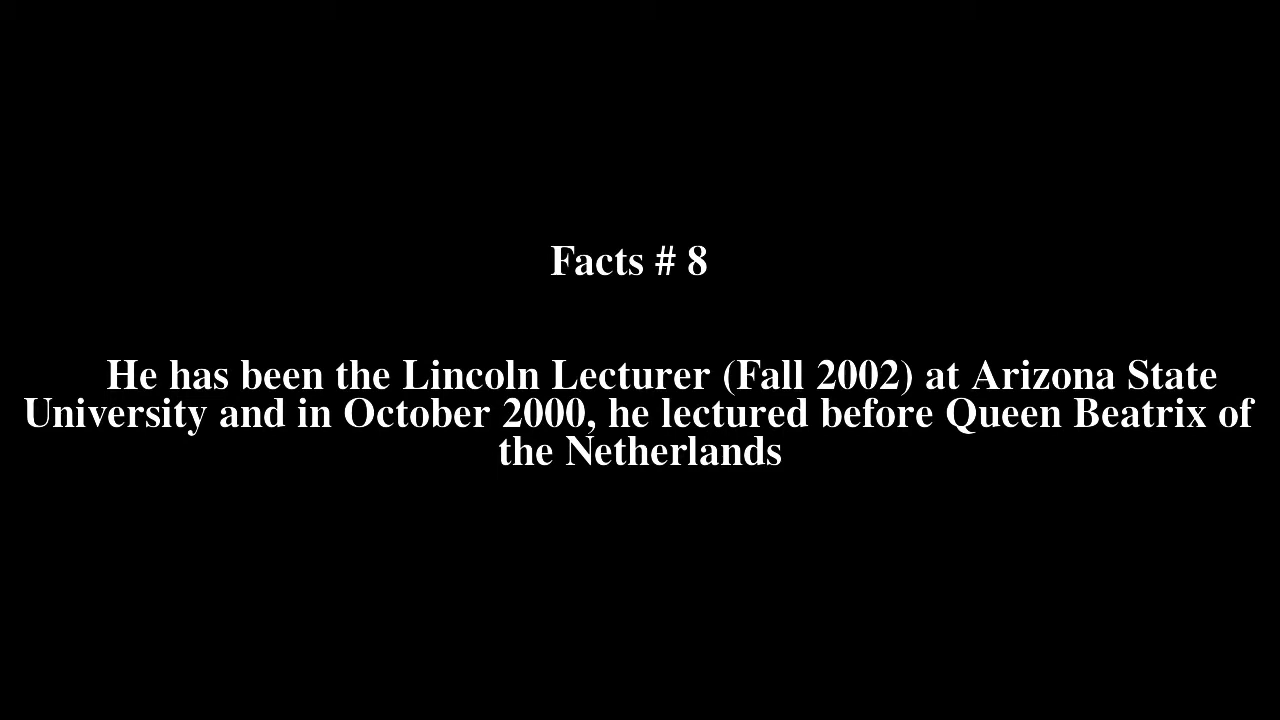 Facts # 8
He has been the Lincoln Lecturer (Fall 2002) at Arizona State
University and in October 2000, he lectured before Queen Beatrix of
the Netherlands